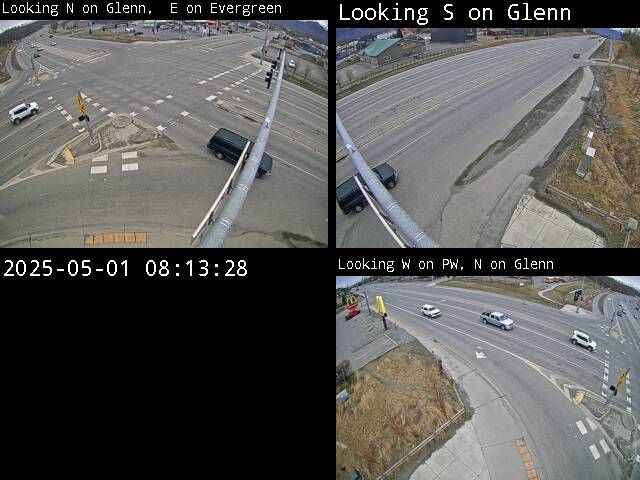 Looking N on Glenn,  E on Evergreen
Looking S on Glenn
2025-05-01 08:13:28
Looking W on PW, N on Glenn